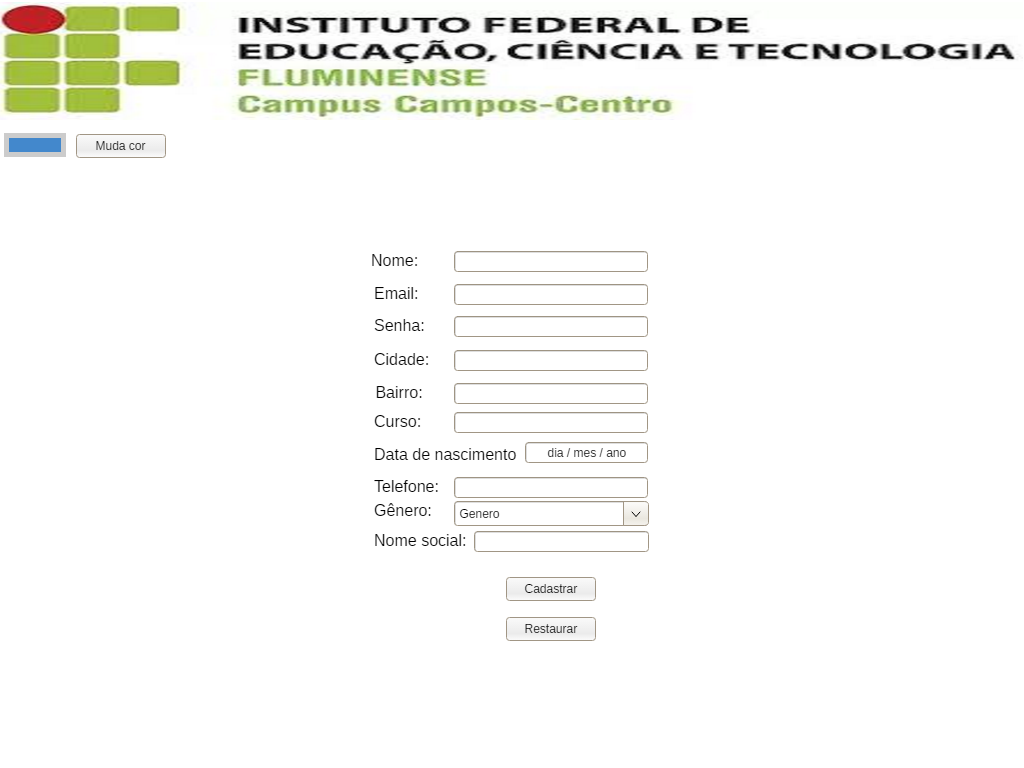 INSTITUTO FEDERAL DE
EDUCAÇÃO, CIÊNCIA E TECNOLOGIA
FLUMINENSE
Campus Campos-Centro
Muda cor
Nome:
Email:
Senha:
Cidade:
Bairro:
Curso:
Data de nascimento dia / mes / ano
Telefone:
Gênero: Genero
Nome social:
Cadastrar
Restaurar